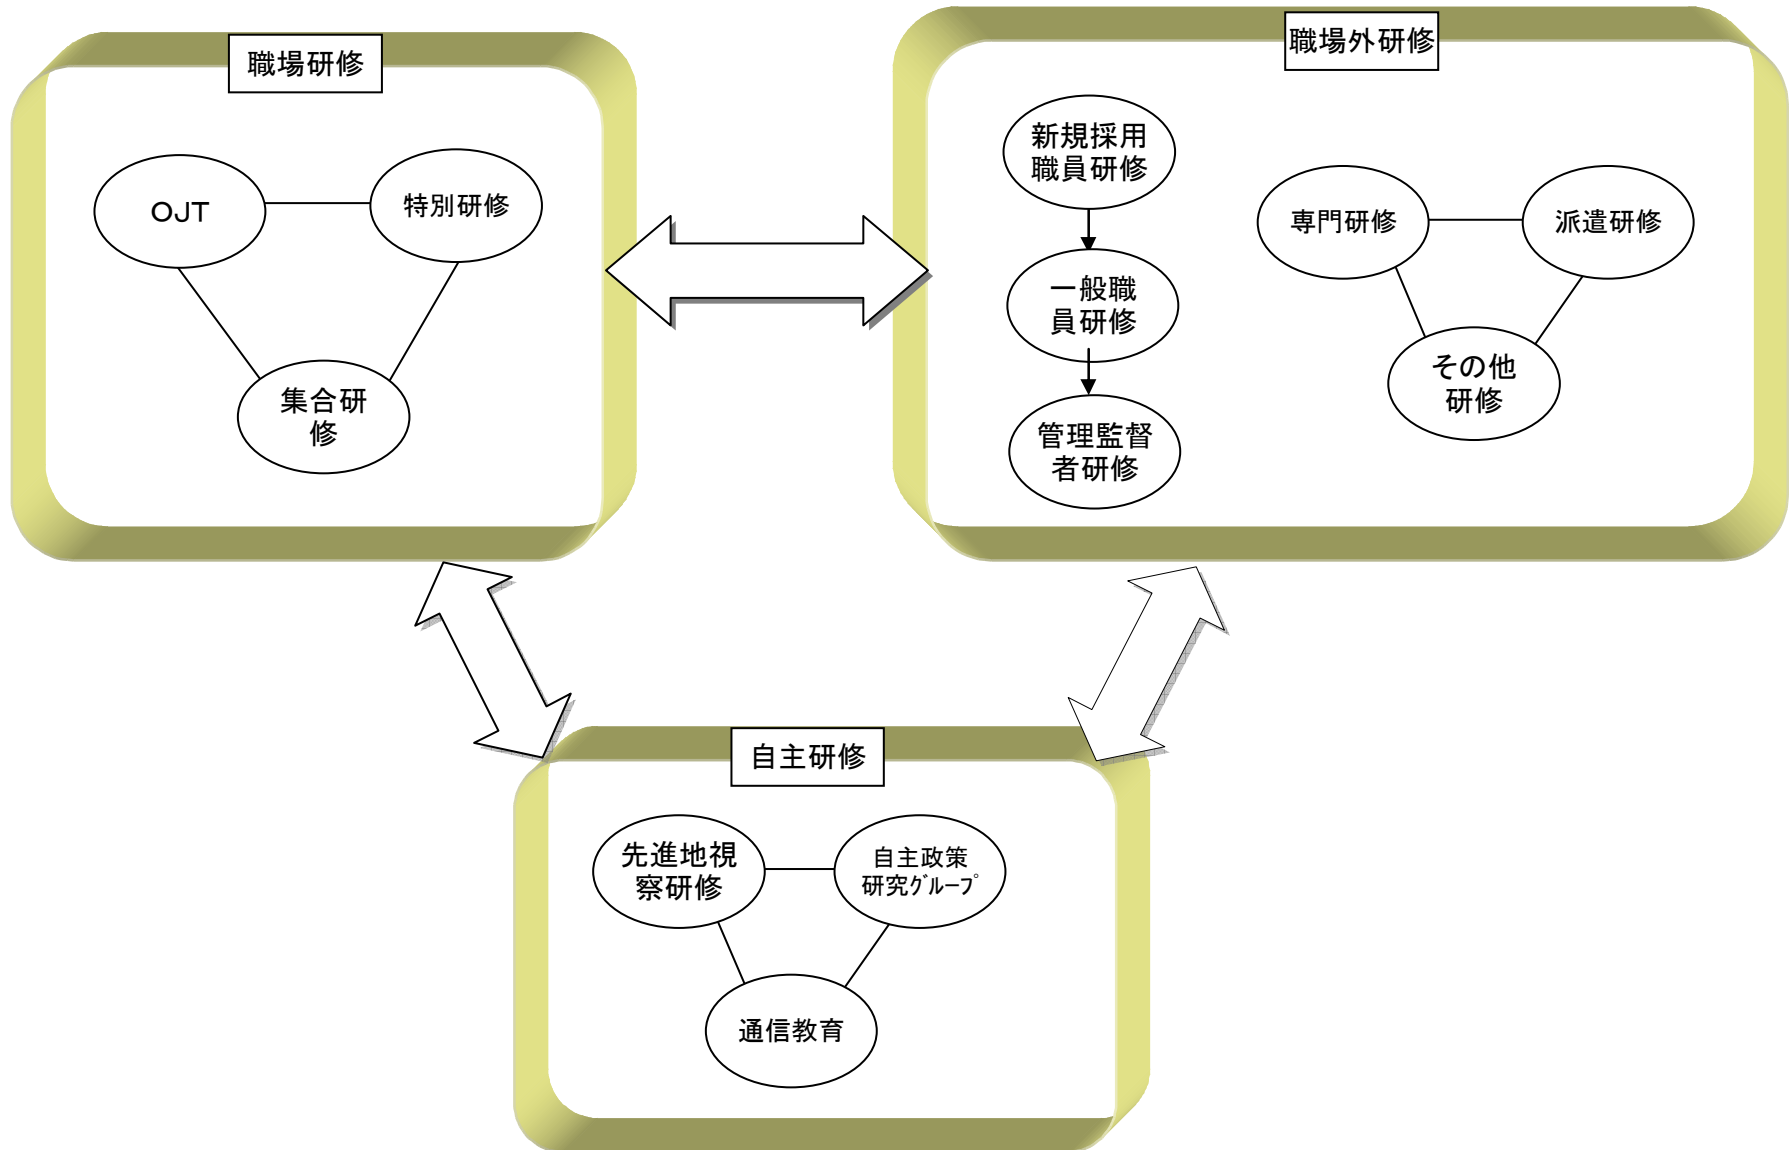 職場研修
OJT
特別研修
集合研
修
職場外研修
新規採用
職員研修
一般職
員研修
管理監督
者研修
専門研修
派遣研修
その他
研修
自主研修
先進地視
察研修
自主政策
研究グループ
通信教育